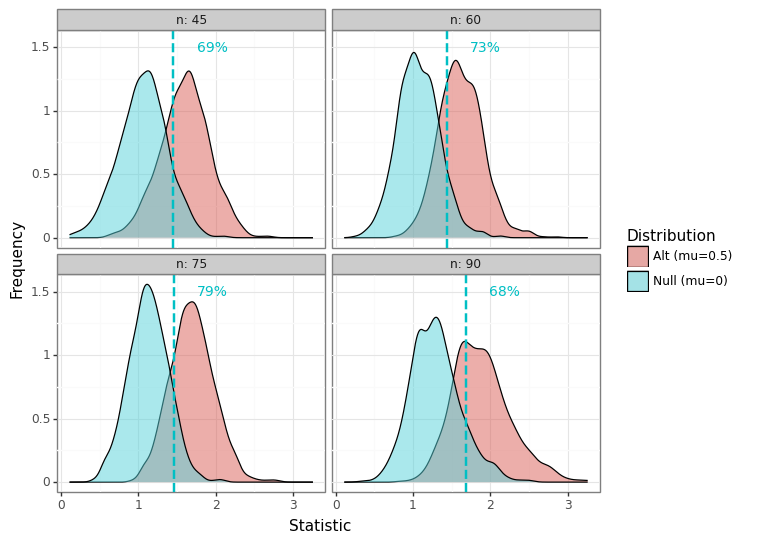 n: 45
n: 60
69%
73%
1.5
1
0.5
0
n: 75
n: 90
79%
68%
1.5
1
0.5
0
0
1
2
3
0
1
2
3
Frequency
Statistic
Distribution
Alt (mu=0.5)
Null (mu=0)